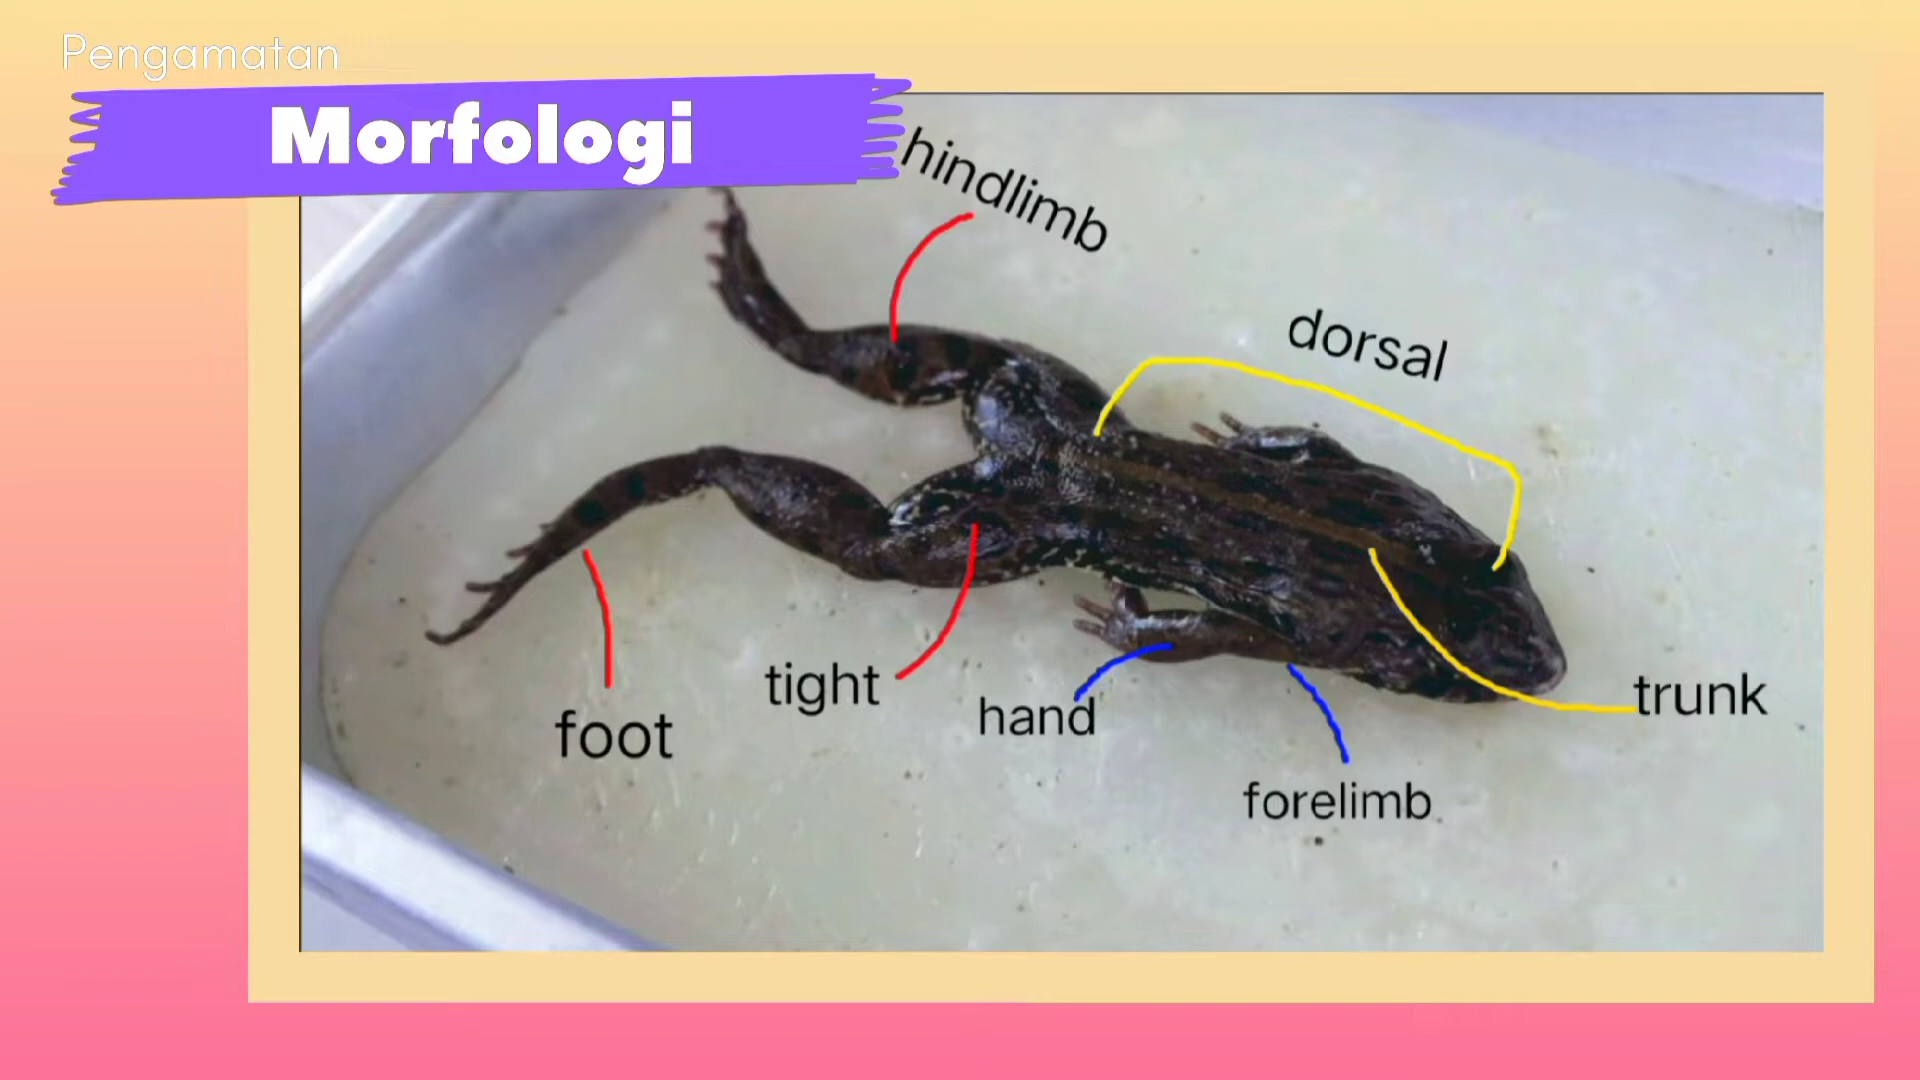 Pengamatan
Morfologi
hindlimb
dorsal
tight
foot
hand
trunk
forelimb